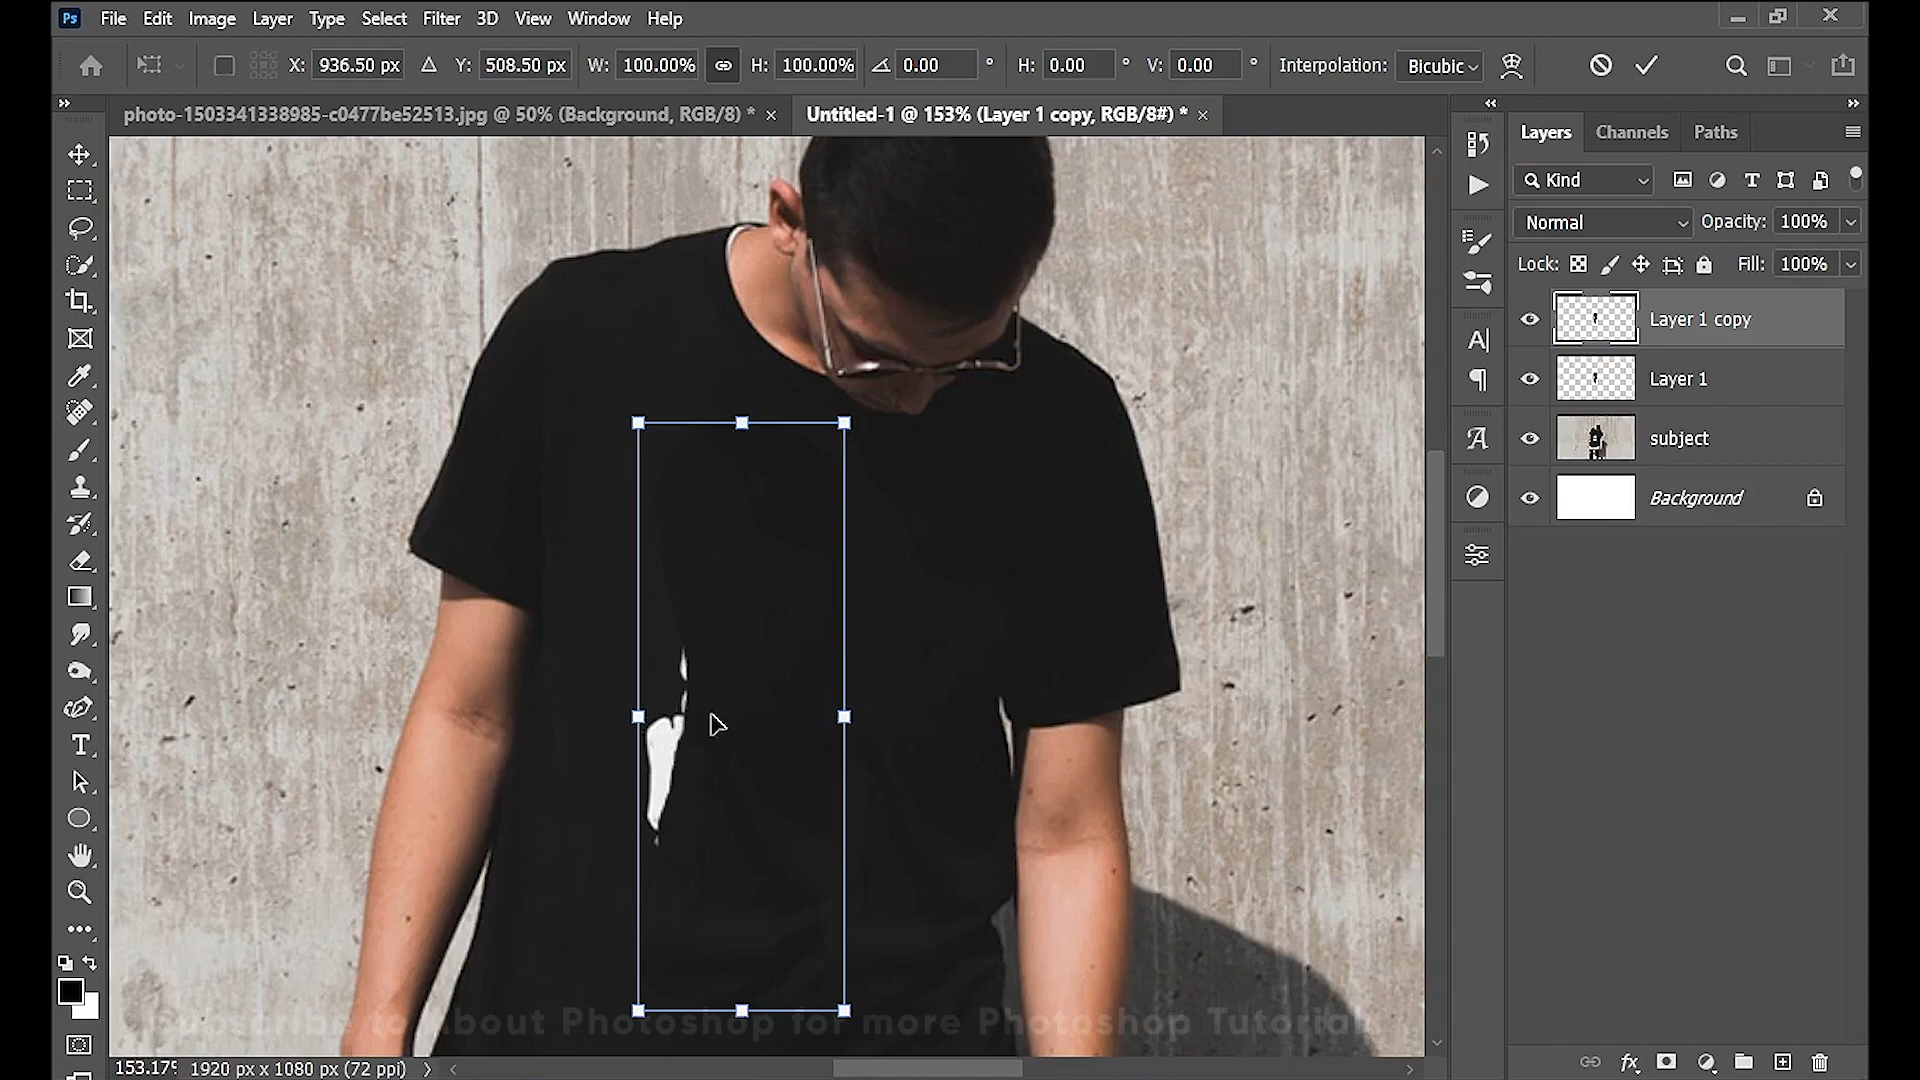 Ps File Edit Image Layer Type Select Filter 3D View Window Help
X: 936.50 px Y: 508.50 px W: 100.00% H: 100.00% 0.00 ° H: 0.00 ° V: 0.00 ° Interpolation: Bicubic
photo-1503341338985-c0477be52513.jpg @ 50% (Background, RGB/8) * × Untitled-1 @ 153% (Layer 1 copy, RGB/8#) * ×
Layers Channels Paths
Kind
Normal Opacity: 100%
Lock: Fill: 100%
Layer 1 copy
Layer 1
subject
Background
Subscribe to About Photoshop for more Photoshop Tutorial
153.17% 1920 px x 1080 px (72 ppi)
fx